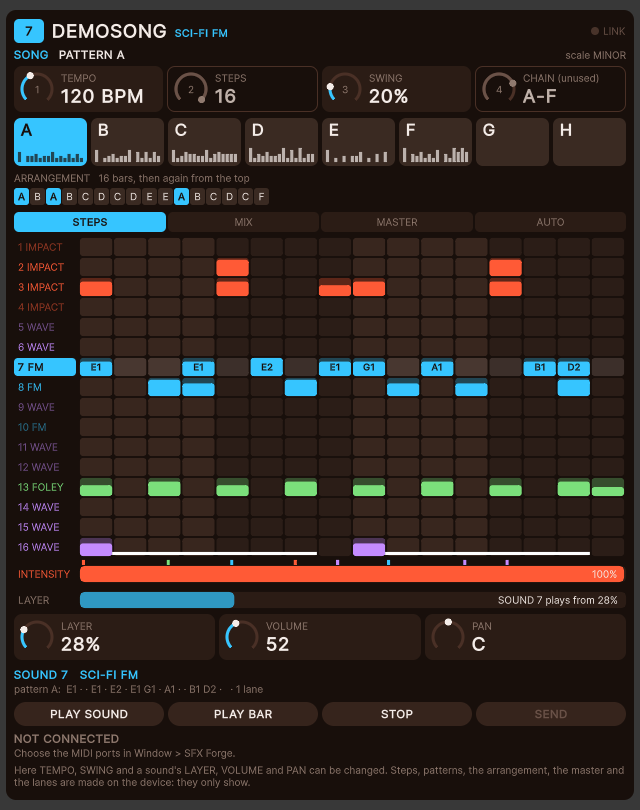 7 DEMOSONG SCI-FI FM LINK
SONG PATTERN A scale MINOR
1 TEMPO 120 BPM
2 STEPS 16
3 SWING 20%
4 CHAIN (unused) A-F
A B C D E F G H
ARRANGEMENT 16 bars, then again from the top
A B A B C D C D E E A B C D C F
STEPS MIX MASTER AUTO
1 IMPACT
2 IMPACT
3 IMPACT
4 IMPACT
5 WAVE
6 WAVE
7 FM E1 E1 E2 E1 G1 A1 B1 D2
8 FM
9 WAVE
10 FM
11 WAVE
12 WAVE
13 FOLEY
14 WAVE
15 WAVE
16 WAVE
INTENSITY 100%
LAYER SOUND 7 plays from 28%
LAYER 28%
VOLUME 52
PAN C
SOUND 7 SCI-FI FM
pattern A: E1 · · E1 · E2 · E1 G1 · A1 · · B1 D2 · · 1 lane
PLAY SOUND PLAY BAR STOP SEND
NOT CONNECTED
Choose the MIDI ports in Window > SFX Forge.
Here TEMPO, SWING and a sound's LAYER, VOLUME and PAN can be changed. Steps, patterns, the arrangement, the master and
the lanes are made on the device: they only show.